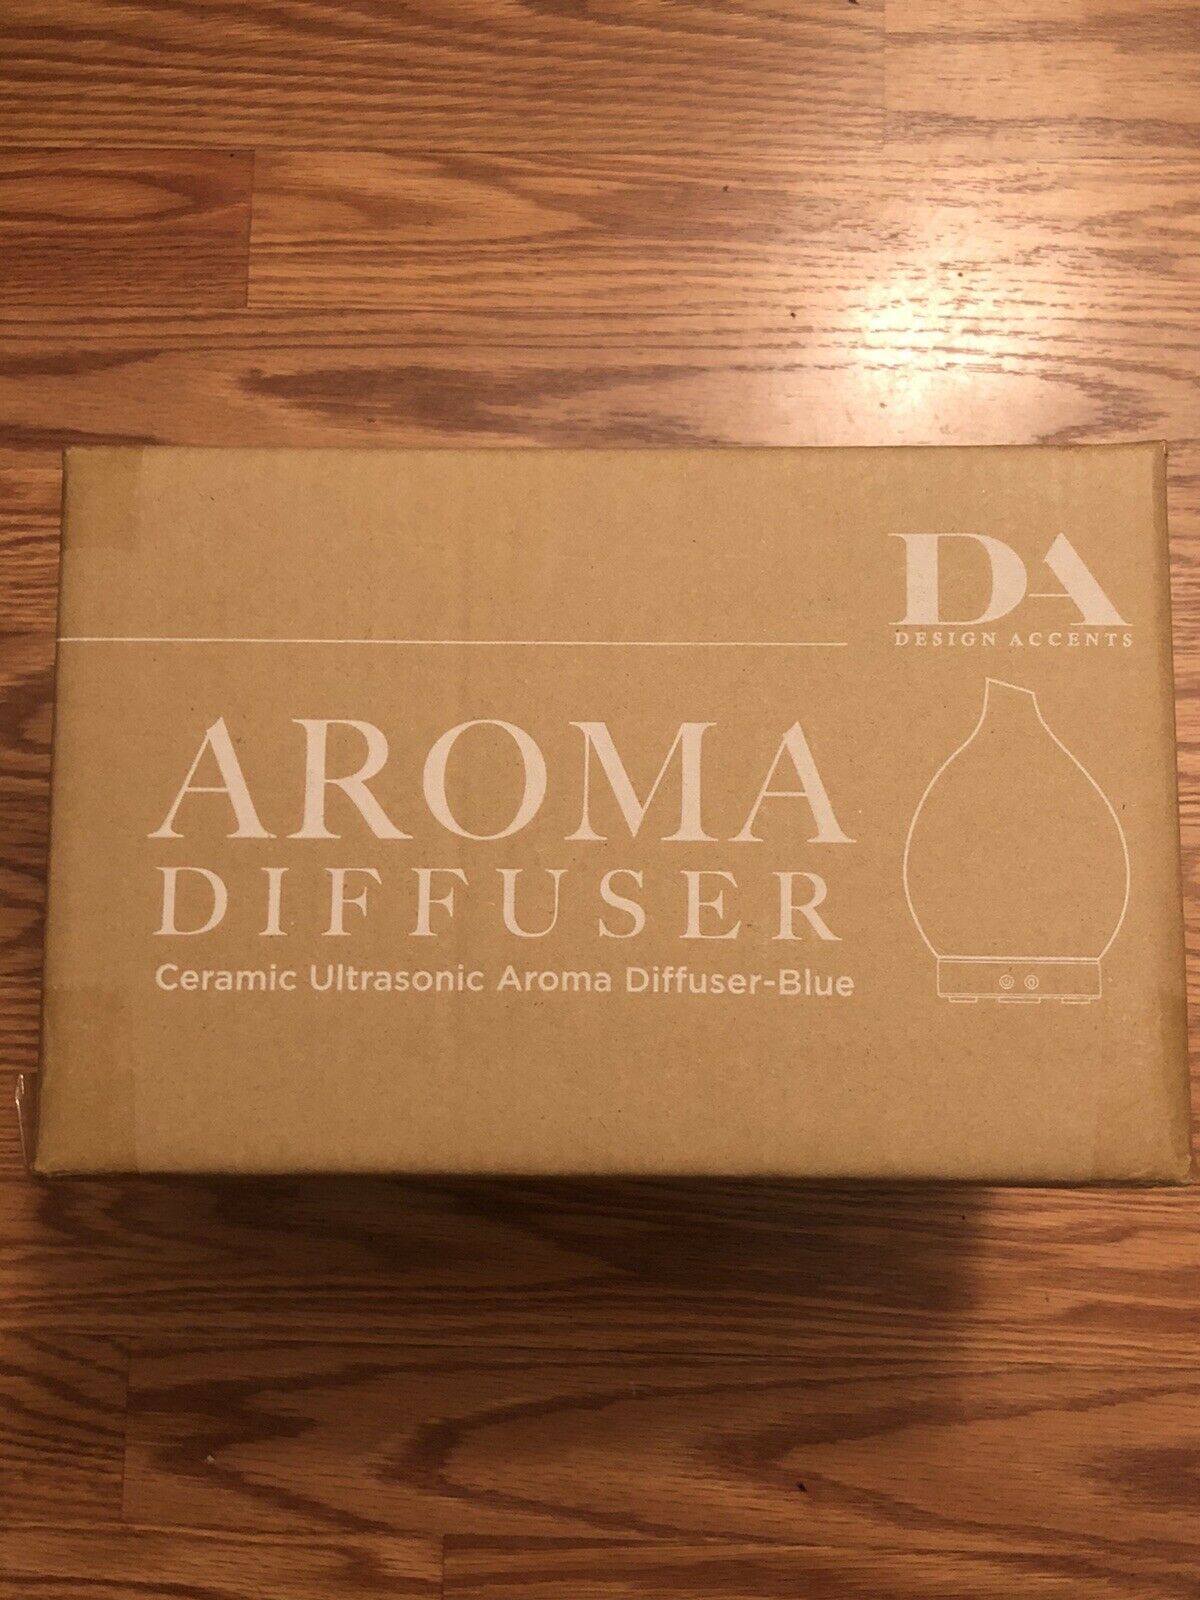 DA
DESIGN ACCENTS
AROMA
DIFFUSER
Ceramic Ultrasonic Aroma Diffuser-Blue